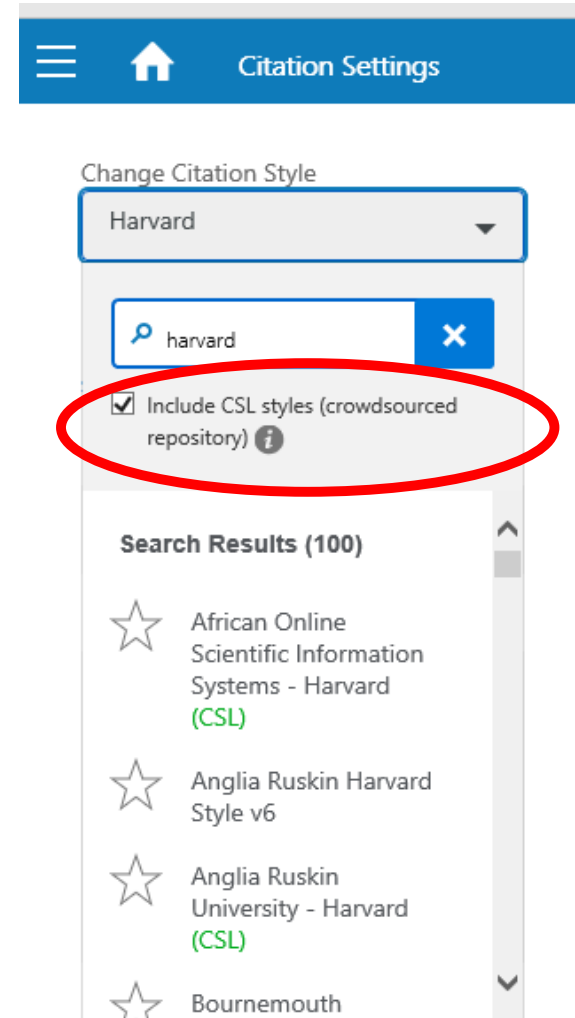 Citation Settings
Change Citation Style
Harvard
harvard
Include CSL styles (crowdsourced
repository)
Search Results (100)
African Online
Scientific Information
Systems - Harvard
(CSL)
Anglia Ruskin Harvard
Style v6
Anglia Ruskin
University - Harvard
(CSL)
Bournemouth